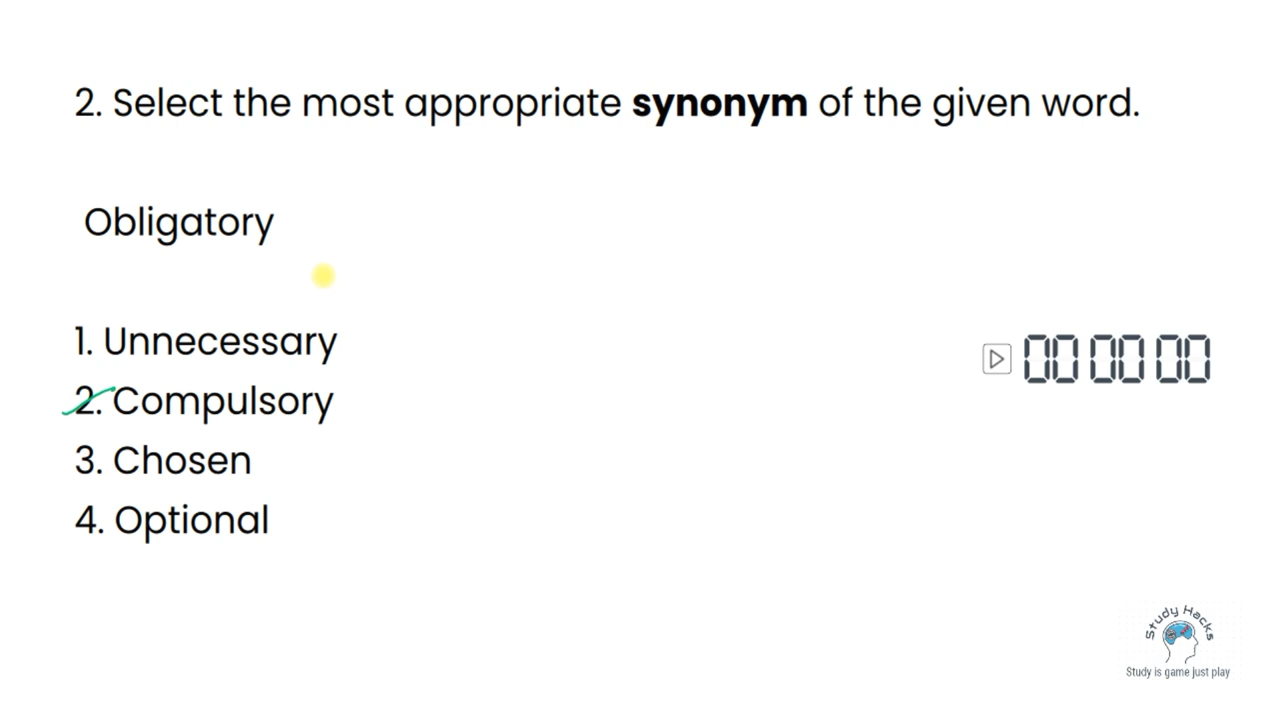 2. Select the most appropriate synonym of the given word.
Obligatory
1. Unnecessary
2. Compulsory
3. Chosen
4. Optional
00 00 00
Study Hacks
Study is game just play